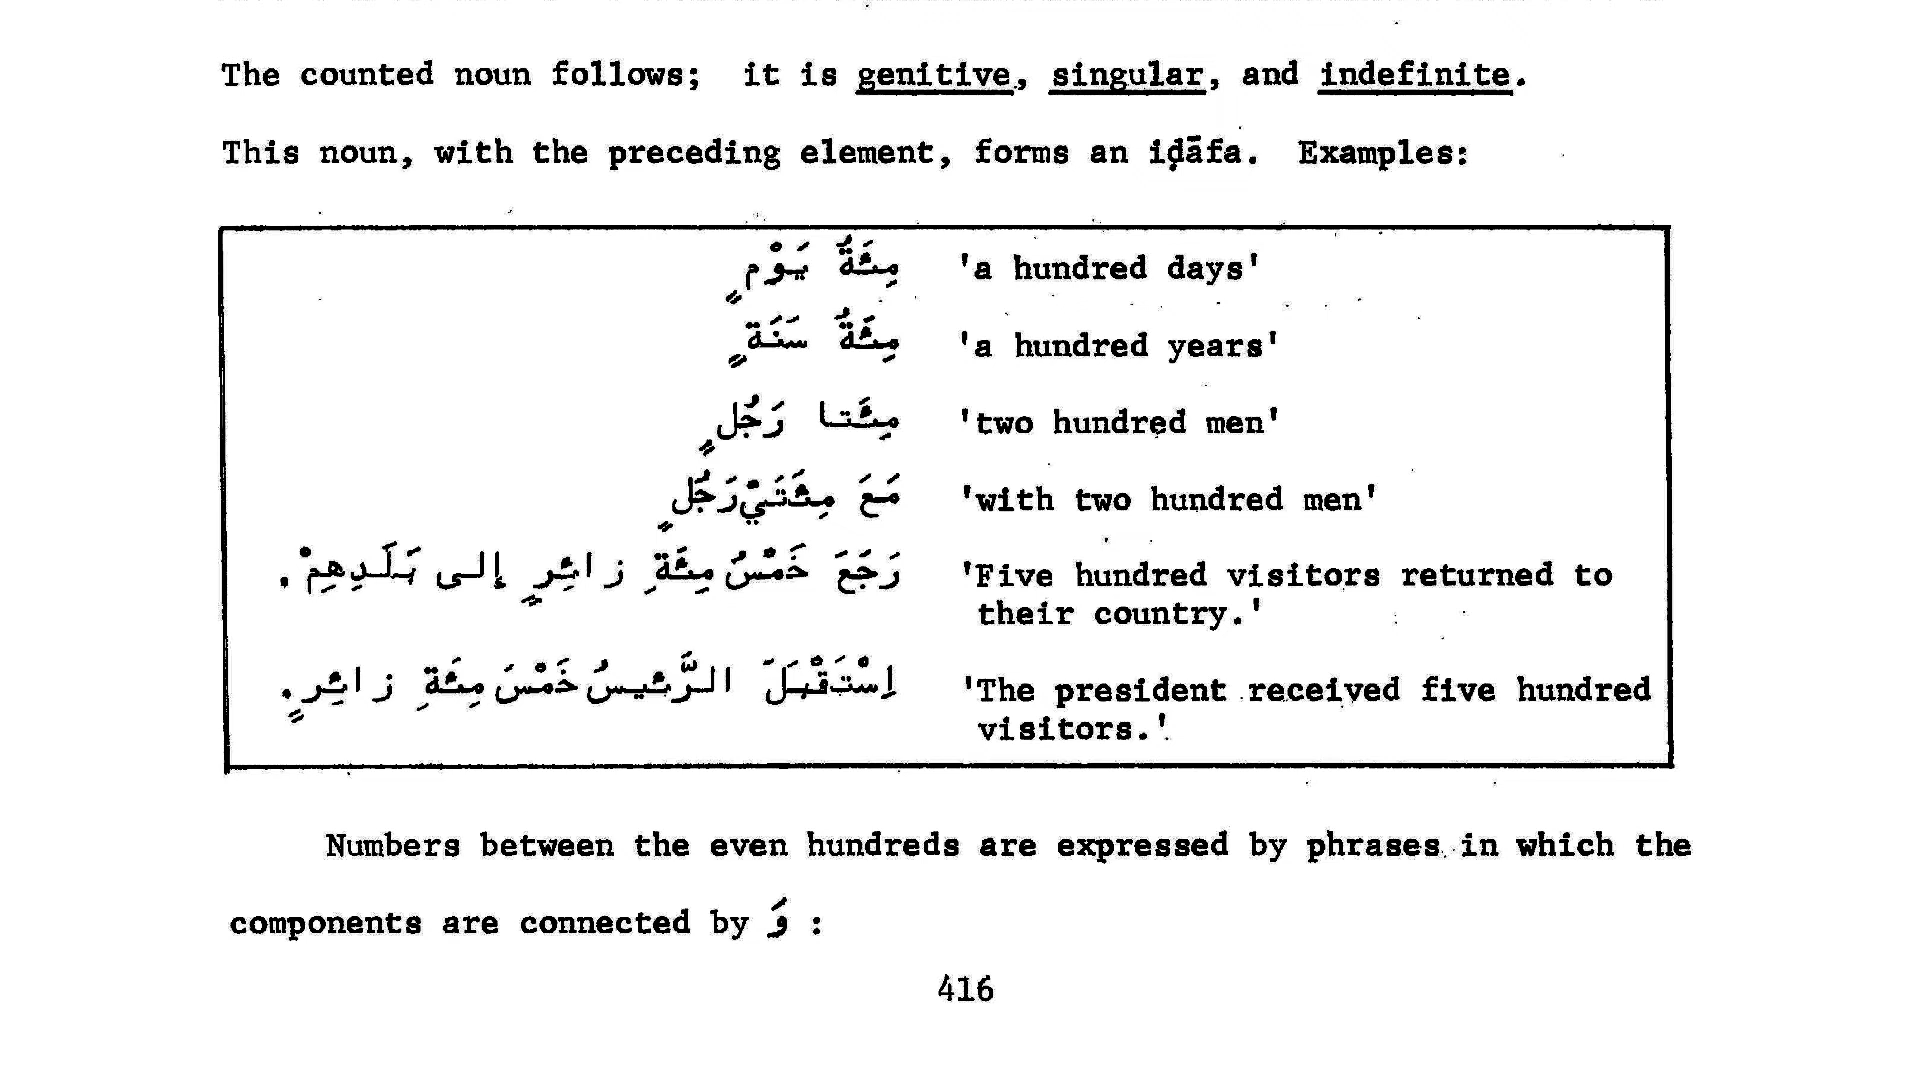 The counted noun follows; it is genitive, singular, and indefinite.
This noun, with the preceding element, forms an iḍāfa. Examples:
مِئَةُ يَوْمٍ 'a hundred days'
مِئَةُ سَنَةٍ 'a hundred years'
مِئَتا رَجُلٍ 'two hundred men'
مَعَ مِئَتَيْ رَجُلٍ 'with two hundred men'
رَجَعَ خَمْسُ مِئَةِ زائِرٍ إلى بَلَدِهِمْ. 'Five hundred visitors returned to
their country.'
اِسْتَقْبَلَ الرَّئيسُ خَمْسَ مِئَةِ زائِرٍ. 'The president received five hundred
visitors.'
Numbers between the even hundreds are expressed by phrases in which the
components are connected by وَ :
416